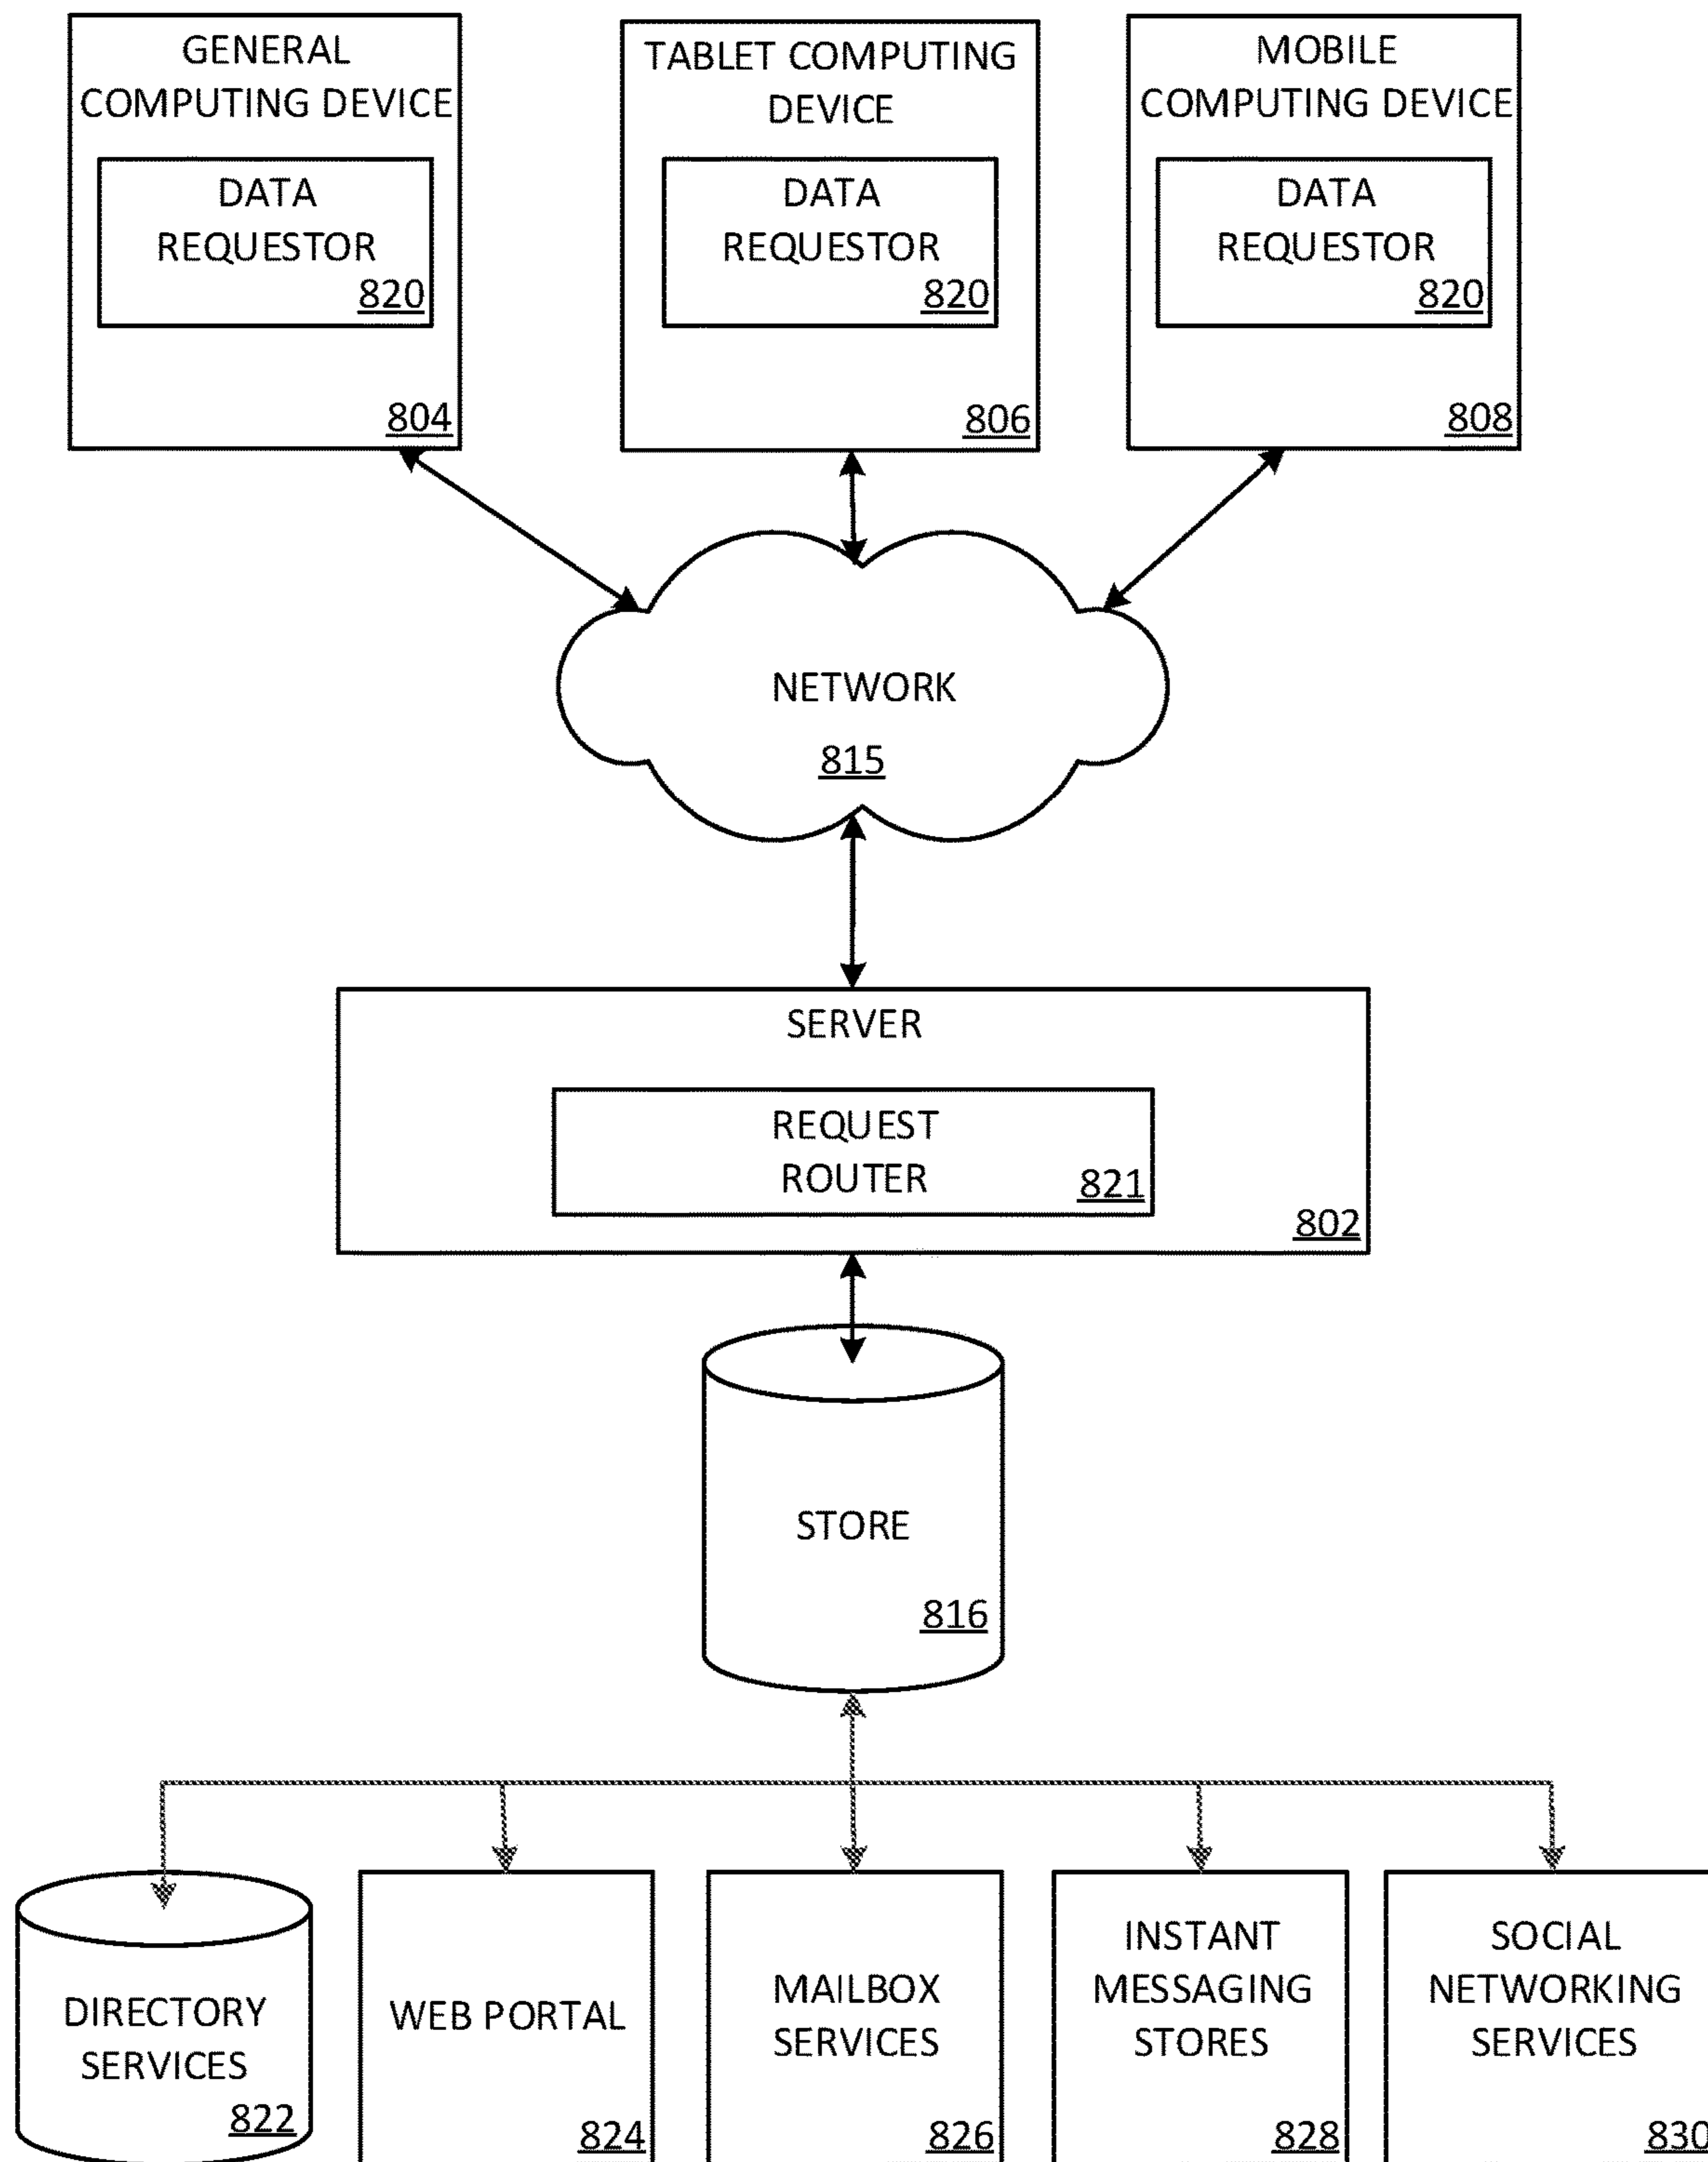 GENERAL
COMPUTING DEVICE
DATA
REQUESTOR
820
804
TABLET COMPUTING
DEVICE
DATA
REQUESTOR
820
806
MOBILE
COMPUTING DEVICE
DATA
REQUESTOR
820
808
NETWORK
815
SERVER
REQUEST
ROUTER
821
802
STORE
816
DIRECTORY
SERVICES
822
WEB PORTAL
824
MAILBOX
SERVICES
826
INSTANT
MESSAGING
STORES
828
SOCIAL
NETWORKING
SERVICES
830